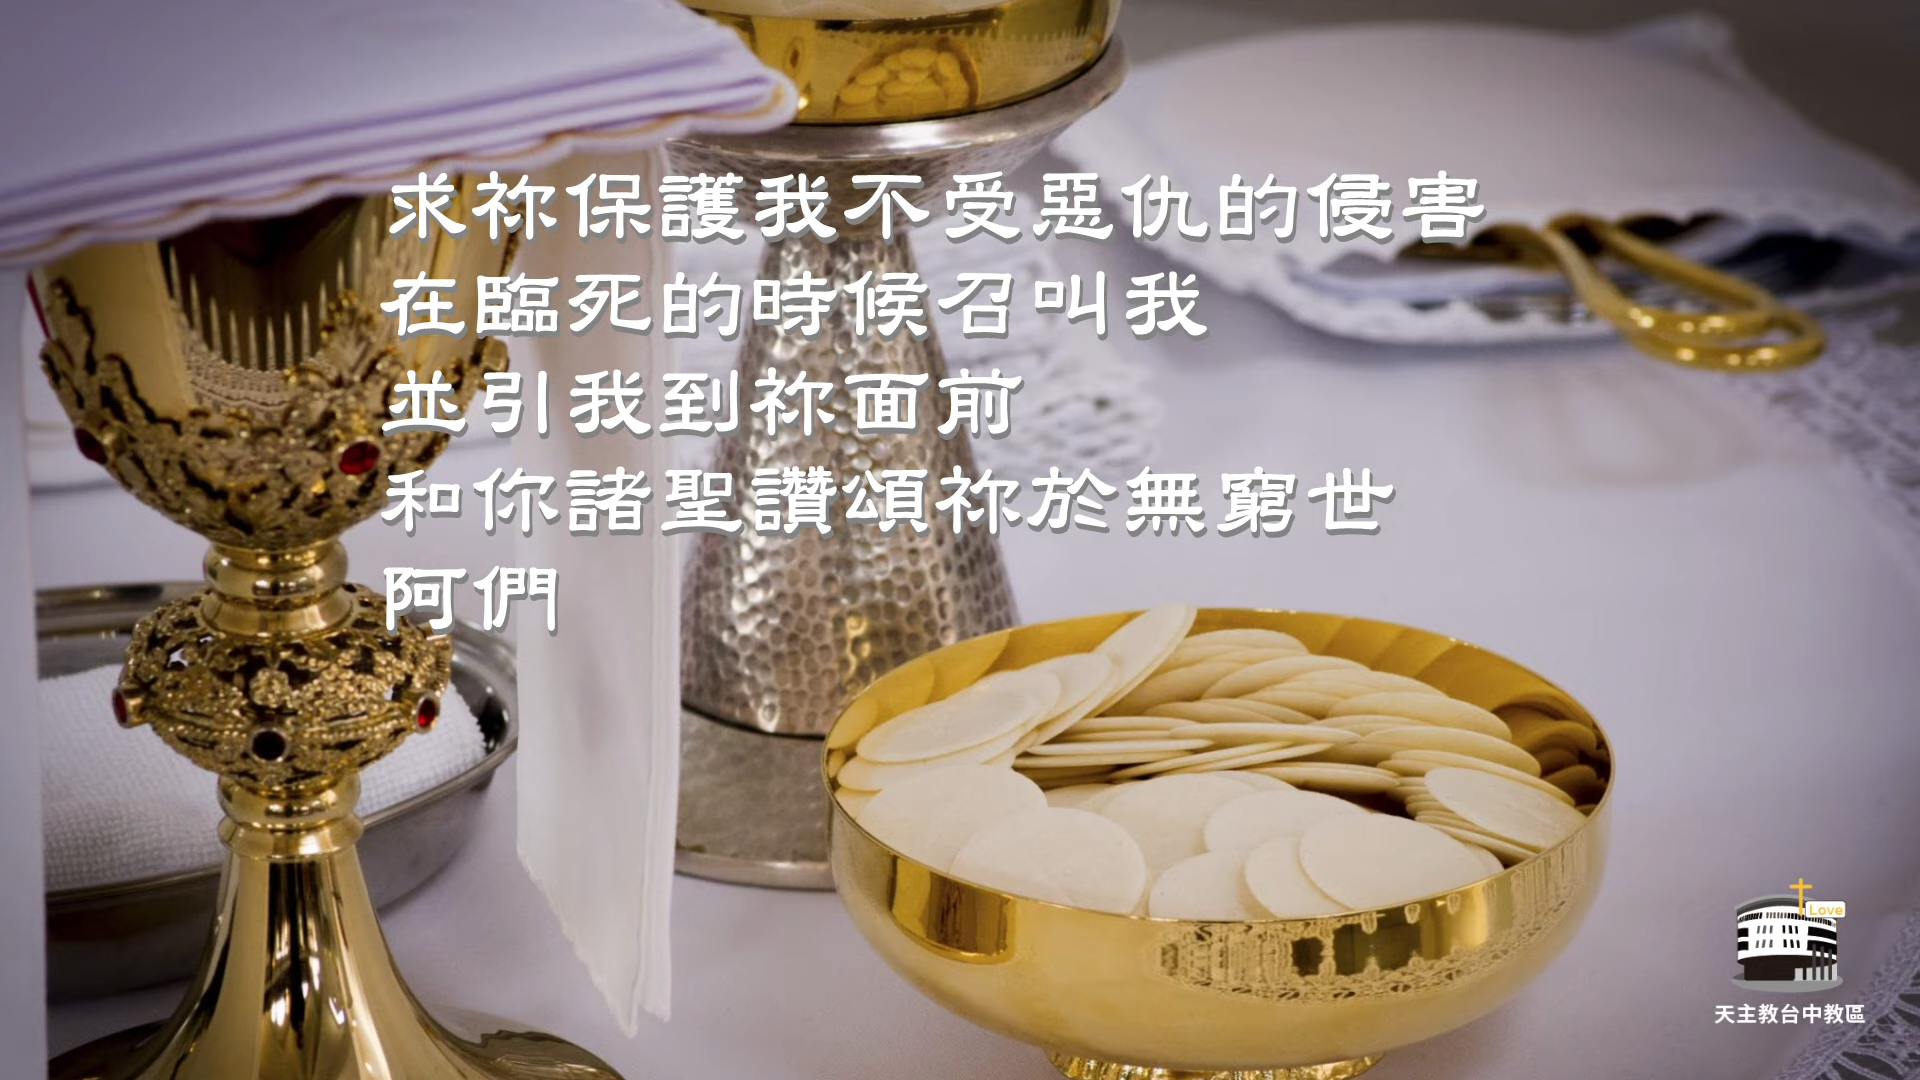 求祢保護我不受惡仇的侵害
在臨死的時候召叫我
並引我到祢面前
和你諸聖讚頌祢於無窮世
阿們
Love
天主教台中教區